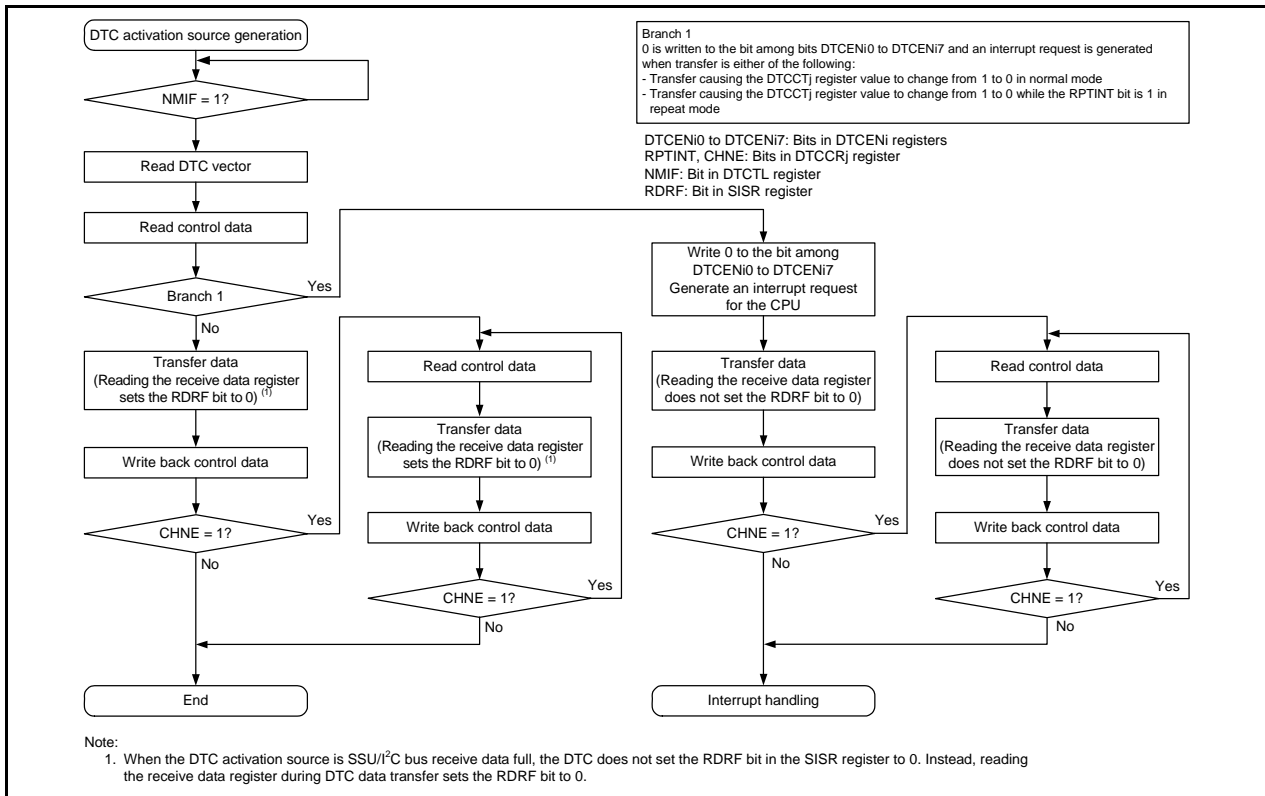 DTC activation source generation
NMIF = 1?
Read DTC vector
Read control data
Branch 1
Yes
No
Transfer data
(Reading the receive data register
sets the RDRF bit to 0) (1)
Write back control data
CHNE = 1?
Yes
No
End
Read control data
Transfer data
(Reading the receive data register
sets the RDRF bit to 0) (1)
Write back control data
CHNE = 1?
Yes
No
Branch 1
0 is written to the bit among bits DTCENi0 to DTCENi7 and an interrupt request is generated
when transfer is either of the following:
- Transfer causing the DTCCTj register value to change from 1 to 0 in normal mode
- Transfer causing the DTCCTj register value to change from 1 to 0 while the RPTINT bit is 1 in
repeat mode
DTCENi0 to DTCENi7: Bits in DTCENi registers
RPTINT, CHNE: Bits in DTCCRj register
NMIF: Bit in DTCTL register
RDRF: Bit in SISR register
Write 0 to the bit among
DTCENi0 to DTCENi7
Generate an interrupt request
for the CPU
Transfer data
(Reading the receive data register
does not set the RDRF bit to 0)
Write back control data
CHNE = 1?
Yes
No
Interrupt handling
Read control data
Transfer data
(Reading the receive data register
does not set the RDRF bit to 0)
Write back control data
CHNE = 1?
Yes
No
Note:
1. When the DTC activation source is SSU/I2C bus receive data full, the DTC does not set the RDRF bit in the SISR register to 0. Instead, reading
the receive data register during DTC data transfer sets the RDRF bit to 0.